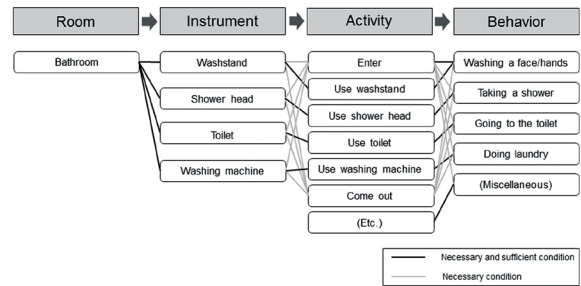 Room
Instrument
Activity
Behavior
Bathroom
Washstand
Shower head
Toilet
Washing machine
Enter
Use washstand
Use shower head
Use toilet
Use washing machine
Come out
(Etc.)
Washing a face/hands
Taking a shower
Going to the toilet
Doing laundry
(Miscellaneous)
Necessary and sufficient condition
Necessary condition